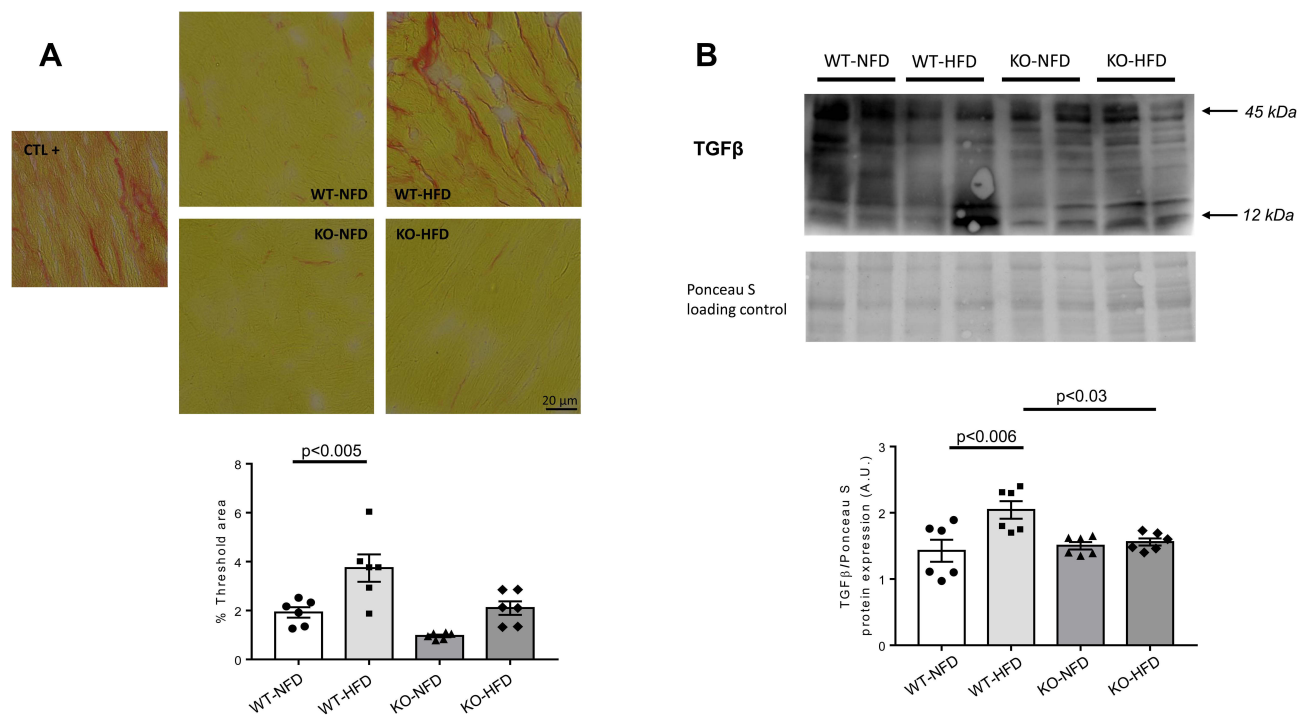 A
CTL +
WT-NFD
WT-HFD
KO-NFD
KO-HFD
20 µm
p<0.005
% Threshold area
8
6
4
2
0
WT-NFD
WT-HFD
KO-NFD
KO-HFD
B
WT-NFD WT-HFD KO-NFD KO-HFD
TGFβ
45 kDa
12 kDa
Ponceau S
loading control
p<0.03
p<0.006
TGFβ/Ponceau S
protein expression (A.U.)
3
2
1
0
WT-NFD
WT-HFD
KO-NFD
KO-HFD